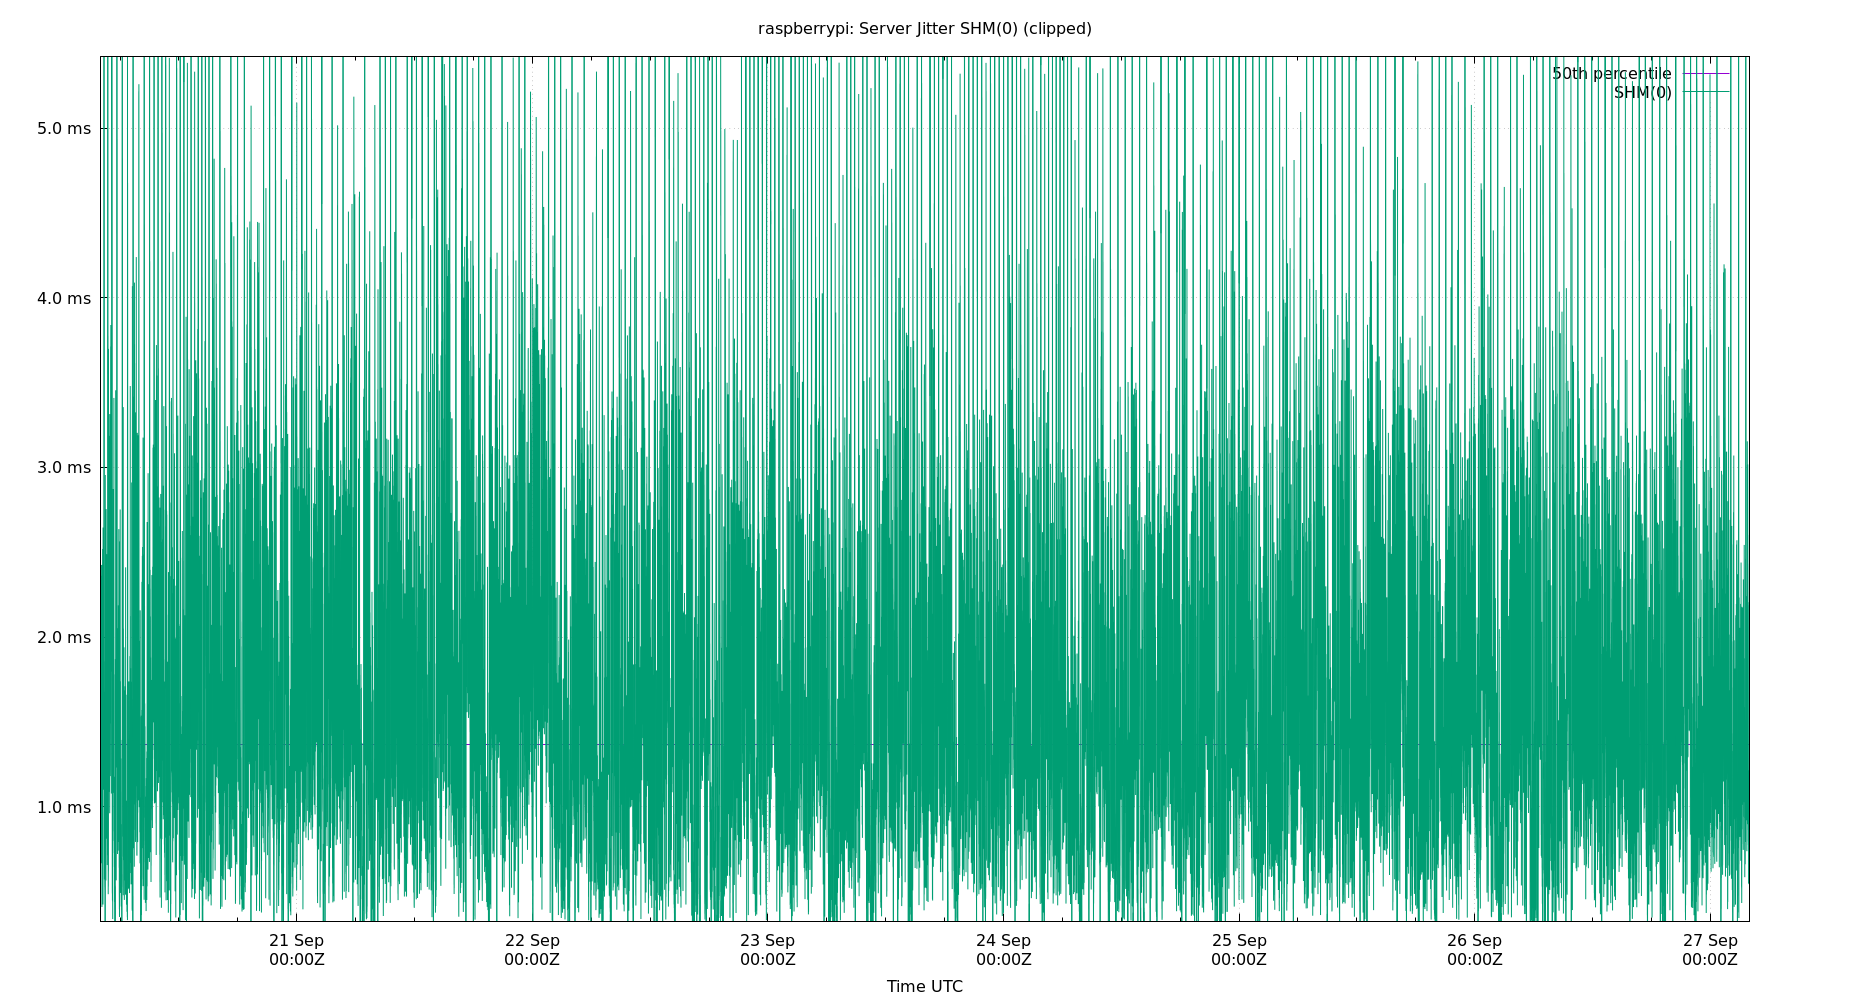 raspberrypi: Server Jitter SHM(0) (clipped)
50th percentile
SHM(0)
5.0 ms
4.0 ms
3.0 ms
2.0 ms
1.0 ms
21 Sep
00:00Z
22 Sep
00:00Z
23 Sep
00:00Z
24 Sep
00:00Z
25 Sep
00:00Z
26 Sep
00:00Z
27 Sep
00:00Z
Time UTC